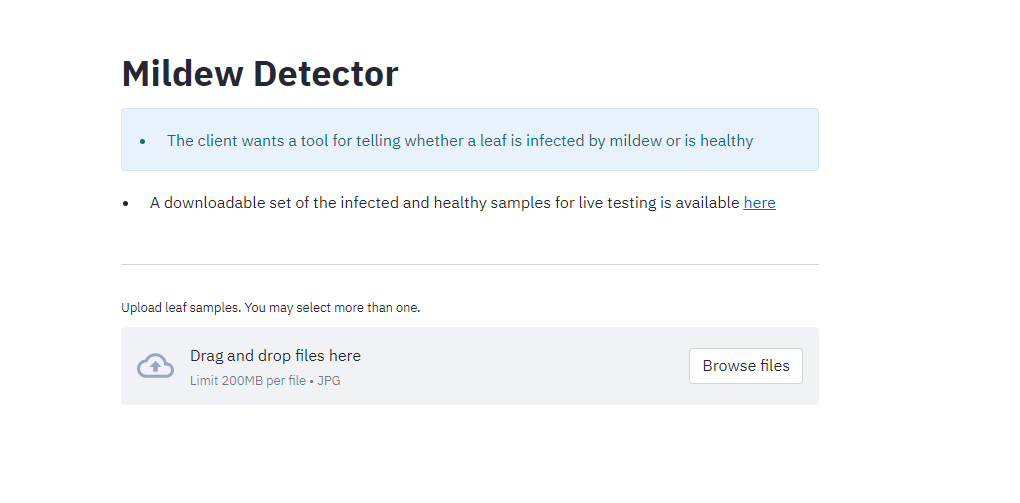 Mildew Detector
• The client wants a tool for telling whether a leaf is infected by mildew or is healthy
• A downloadable set of the infected and healthy samples for live testing is available here
Upload leaf samples. You may select more than one.
Drag and drop files here
Limit 200MB per file • JPG
Browse files